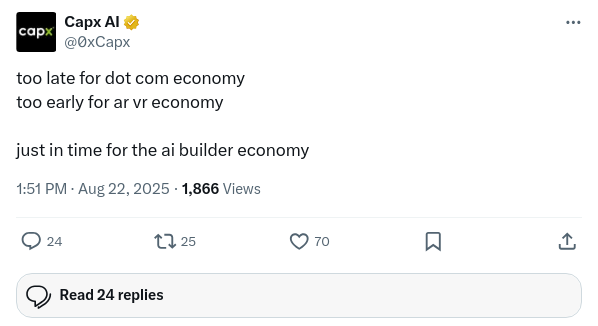 capx
Capx AI
@0xCapx
too late for dot com economy
too early for ar vr economy
just in time for the ai builder economy
1:51 PM · Aug 22, 2025 · 1,866 Views
24 25 70
Read 24 replies